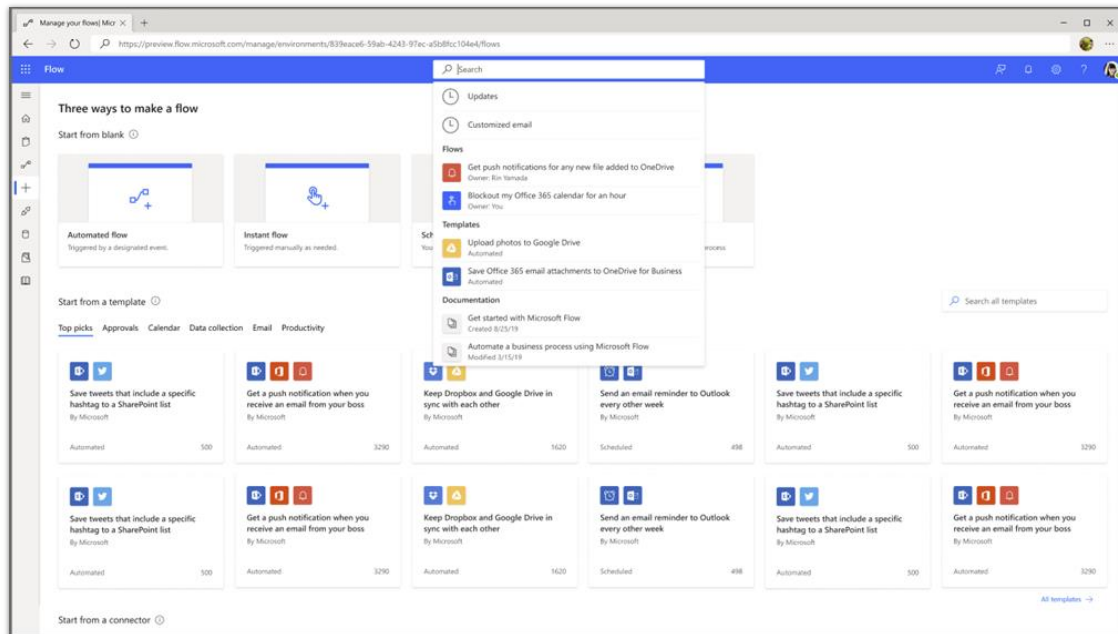 Manage your flows| Micr
https://preview.flow.microsoft.com/manage/environments/839eace6-59ab-4243-97ec-a5b8fcc104e4/flows
Flow
Search
Updates
Customized email
Flows
Get push notifications for any new file added to OneDrive
Owner: Rin Yamada
Blockout my Office 365 calendar for an hour
Owner: You
Templates
Upload photos to Google Drive
Automated
Save Office 365 email attachments to OneDrive for Business
Automated
Documentation
Get started with Microsoft Flow
Created 8/25/19
Automate a business process using Microsoft Flow
Modified 3/15/19
Three ways to make a flow
Start from blank
Automated flow
Triggered by a designated event.
Instant flow
Triggered manually as needed.
Sch
You
process
Start from a template
Search all templates
Top picks Approvals Calendar Data collection Email Productivity
Save tweets that include a specific
hashtag to a SharePoint list
By Microsoft
Automated 500
Get a push notification when you
receive an email from your boss
By Microsoft
Automated 3290
Keep Dropbox and Google Drive in
sync with each other
By Microsoft
Automated 1620
Send an email reminder to Outlook
every other week
By Microsoft
Scheduled 498
Save tweets that include a specific
hashtag to a SharePoint list
By Microsoft
Automated 500
Get a push notification when you
receive an email from your boss
By Microsoft
Automated 3290
Save tweets that include a specific
hashtag to a SharePoint list
By Microsoft
Automated 500
Get a push notification when you
receive an email from your boss
By Microsoft
Automated 3290
Keep Dropbox and Google Drive in
sync with each other
By Microsoft
Automated 1620
Send an email reminder to Outlook
every other week
By Microsoft
Scheduled 498
Save tweets that include a specific
hashtag to a SharePoint list
By Microsoft
Automated 500
Get a push notification when you
receive an email from your boss
By Microsoft
Automated 3290
All templates
Start from a connector